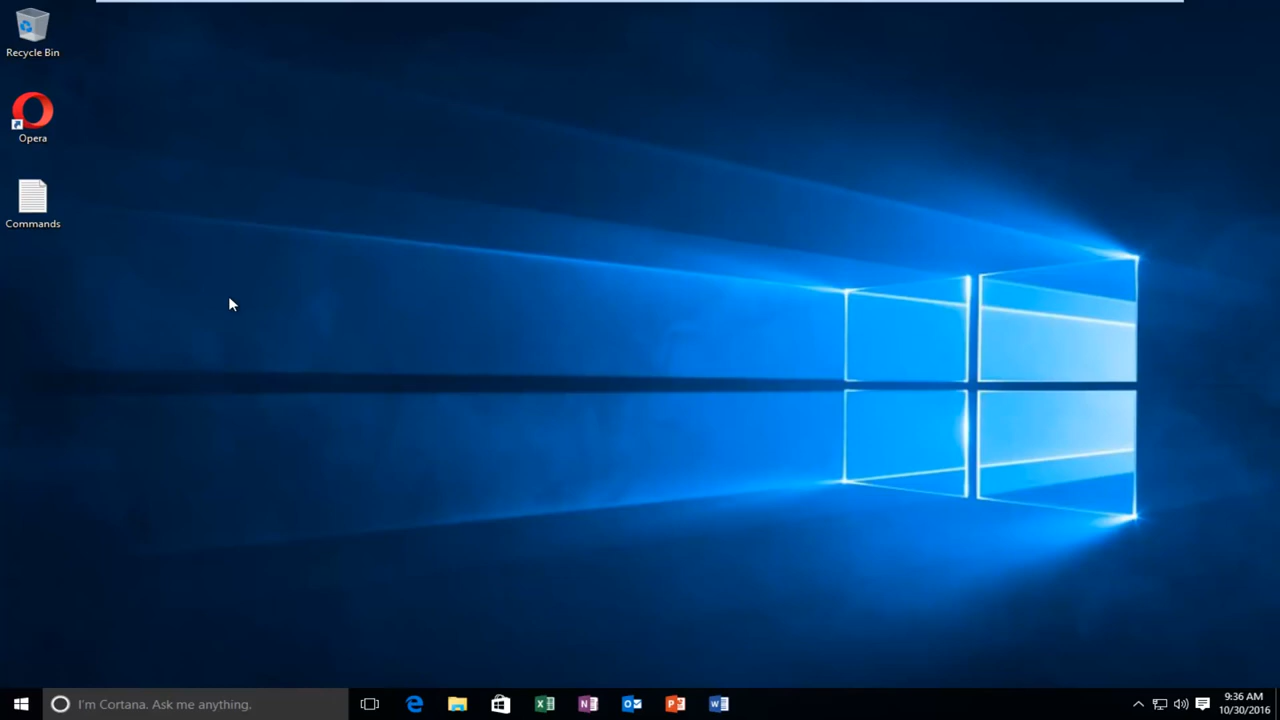 Recycle Bin
Opera
Commands
I'm Cortana. Ask me anything.
9:36 AM
10/30/2016